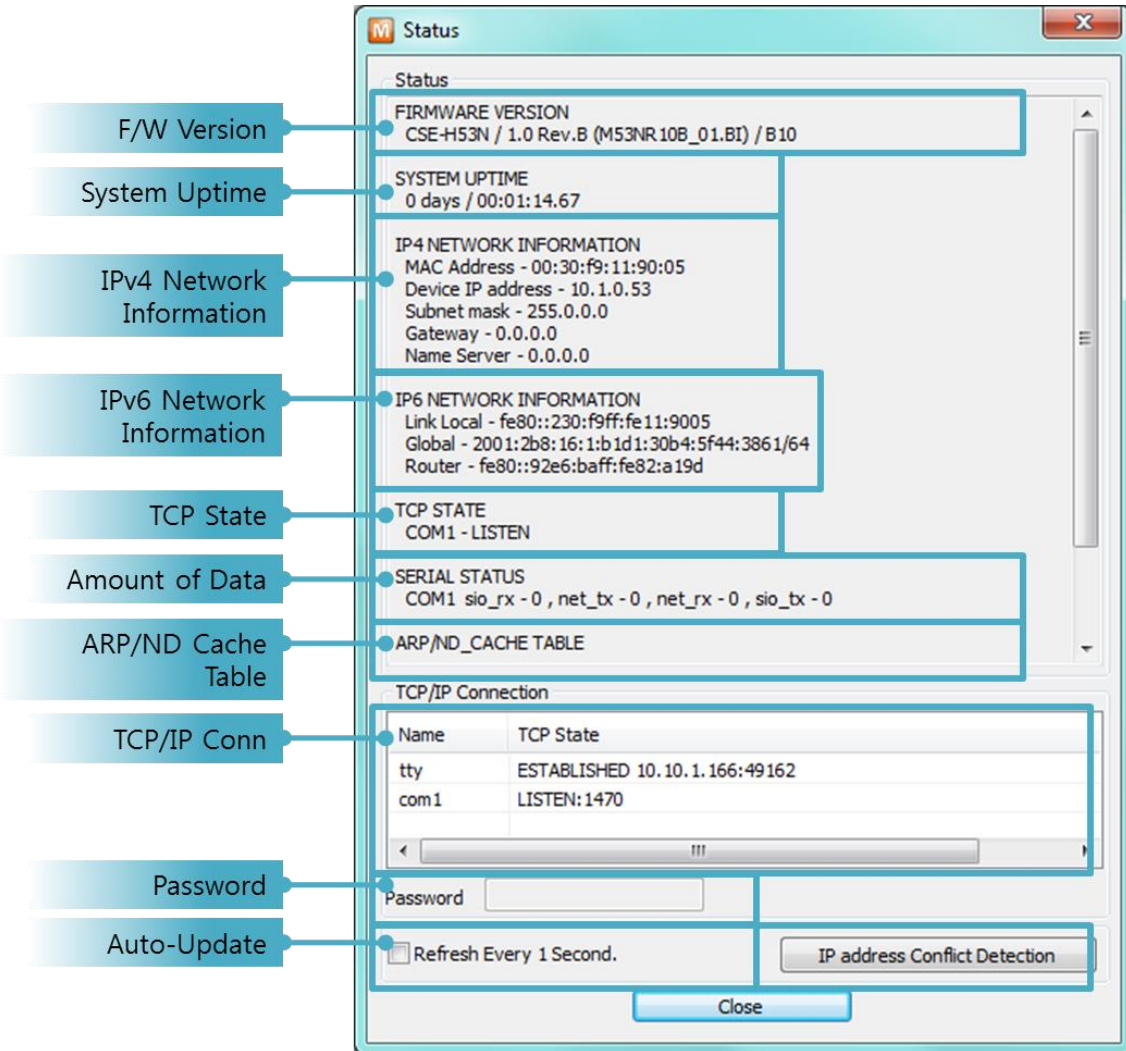 M Status
Status
F/W Version
FIRMWARE VERSION
CSE-H53N / 1.0 Rev.B (M53NR10B_01.BI) / B10
System Uptime
SYSTEM UPTIME
0 days / 00:01:14.67
IPv4 Network
Information
IP4 NETWORK INFORMATION
MAC Address - 00:30:f9:11:90:05
Device IP address - 10.1.0.53
Subnet mask - 255.0.0.0
Gateway - 0.0.0.0
Name Server - 0.0.0.0
IPv6 Network
Information
IP6 NETWORK INFORMATION
Link Local - fe80::230:f9ff:fe11:9005
Global - 2001:2b8:16:1:b1d1:30b4:5f44:3861/64
Router - fe80::92e6:baff:fe82:a19d
TCP State
TCP STATE
COM1 - LISTEN
Amount of Data
SERIAL STATUS
COM1 sio_rx - 0 , net_tx - 0 , net_rx - 0 , sio_tx - 0
ARP/ND Cache
Table
ARP/ND_CACHE TABLE
TCP/IP Connection
TCP/IP Conn
Name TCP State
tty ESTABLISHED 10.10.1.166:49162
com1 LISTEN:1470
Password
Password
Auto-Update
Refresh Every 1 Second.
IP address Conflict Detection
Close